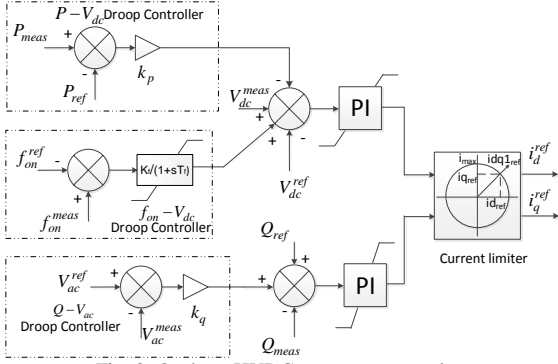 P − V_dc Droop Controller
P_meas
+
-
P_ref
k_p
V_dc^meas
-
+
+
-
V_dc^ref
PI
f_on^ref
-
+
f_on^meas
K_f/(1+sT_f)
f_on − V_dc
Droop Controller
i_max
idq1_ref
iq_ref
id_ref
i_d^ref
i_q^ref
Current limiter
V_ac^ref
+
-
Q − V_ac
Droop Controller
V_ac^meas
k_q
Q_ref
+
+
-
Q_meas
PI